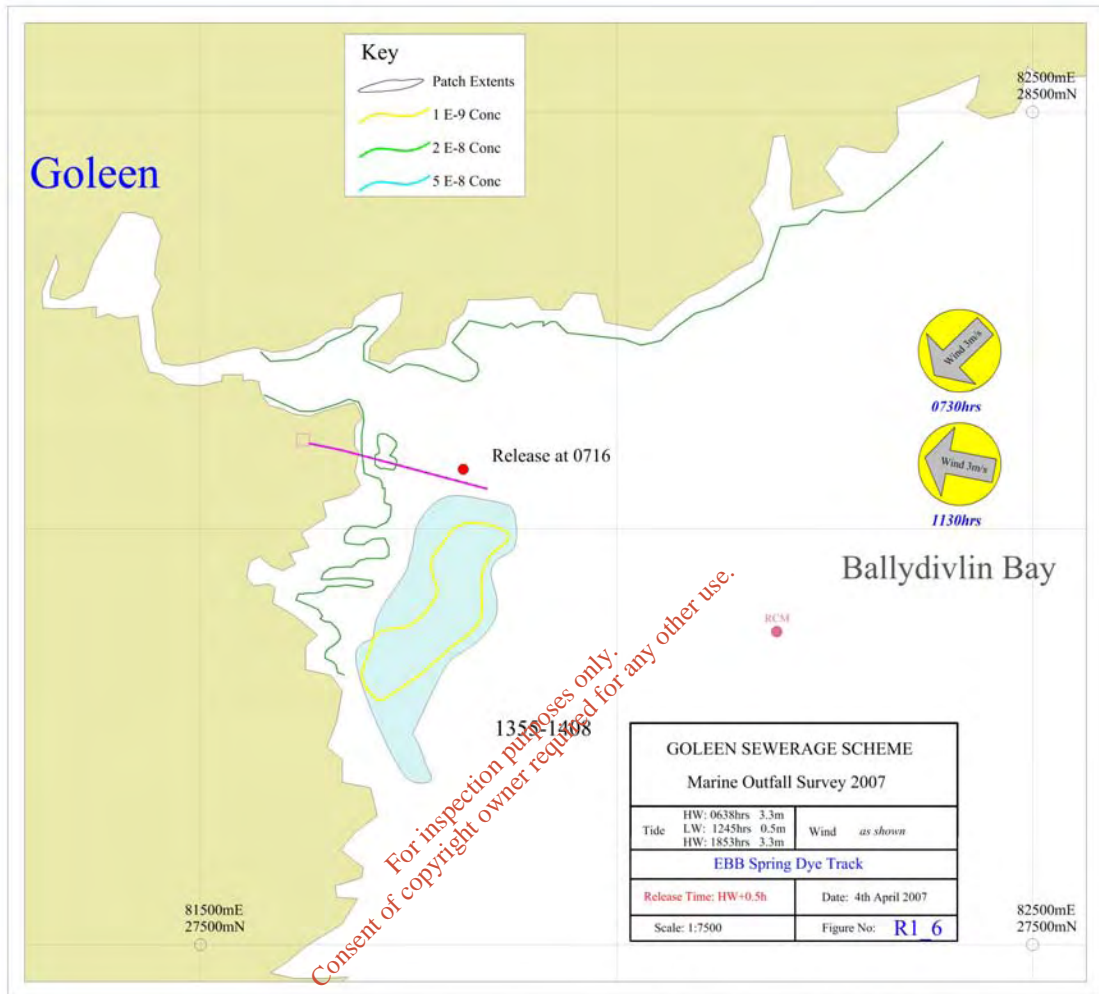 Key
Patch Extents
1 E-9 Conc
2 E-8 Conc
5 E-8 Conc
82500mE
28500mN
Goleen
Wind 3m/s
0730hrs
Release at 0716
Wind 3m/s
1130hrs
Ballydivlin Bay
RCM
1355-1408
For inspection purposes only.
Consent of copyright owner required for any other use.
GOLEEN SEWERAGE SCHEME
Marine Outfall Survey 2007
Tide
HW: 0638hrs 3.3m
LW: 1245hrs 0.5m
HW: 1853hrs 3.3m
Wind as shown
EBB Spring Dye Track
Release Time: HW+0.5h
Date: 4th April 2007
Scale: 1:7500
Figure No: R1_6
81500mE
27500mN
82500mE
27500mN